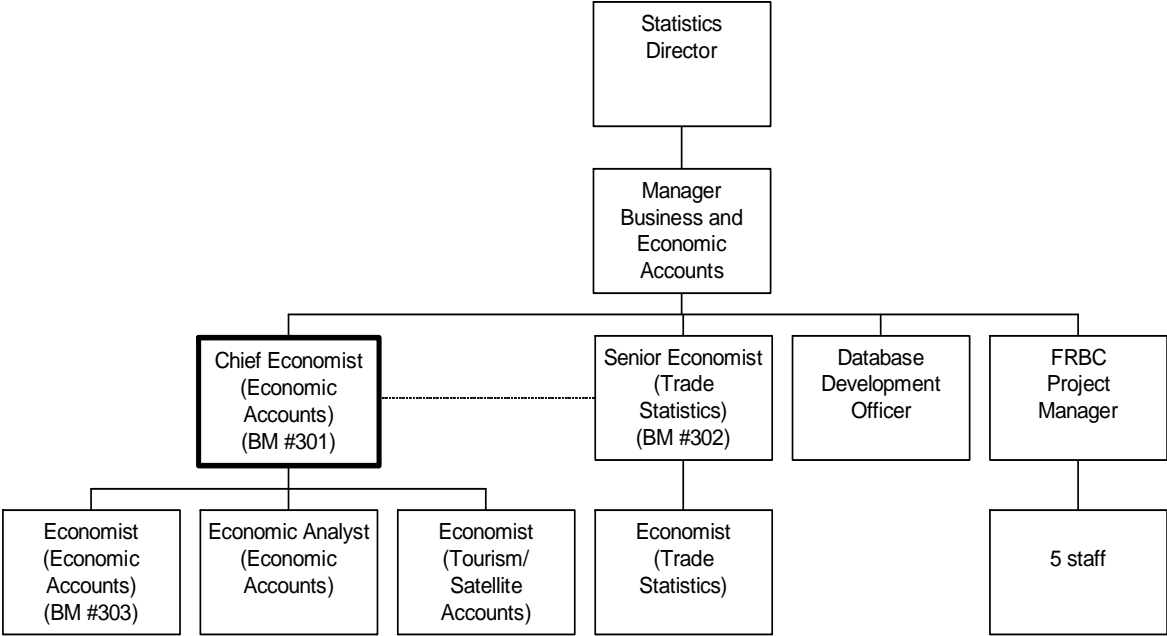 Statistics
Director
Manager
Business and
Economic
Accounts
Chief Economist
(Economic
Accounts)
(BM #301)
Senior Economist
(Trade
Statistics)
(BM #302)
Database
Development
Officer
FRBC
Project
Manager
Economist
(Economic
Accounts)
(BM #303)
Economic Analyst
(Economic
Accounts)
Economist
(Tourism/
Satellite
Accounts)
Economist
(Trade
Statistics)
5 staff